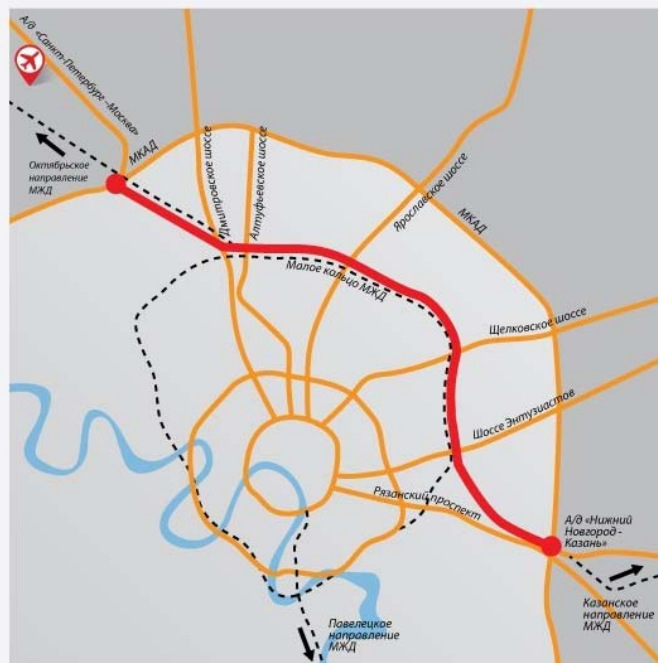 А/д «Санкт-Петербург -Москва»
Октябрьское
направление
МЖД
МКАД
Дмитровское шоссе
Алтуфьевское шоссе
Ярославское шоссе
МКАД
Малое кольцо МЖД
Щелковское шоссе
Шоссе Энтузиастов
Рязанский проспект
А/д «Нижний
Новгород -
Казань»
Казанское
направление
МЖД
Павелецкое
направление
МЖД